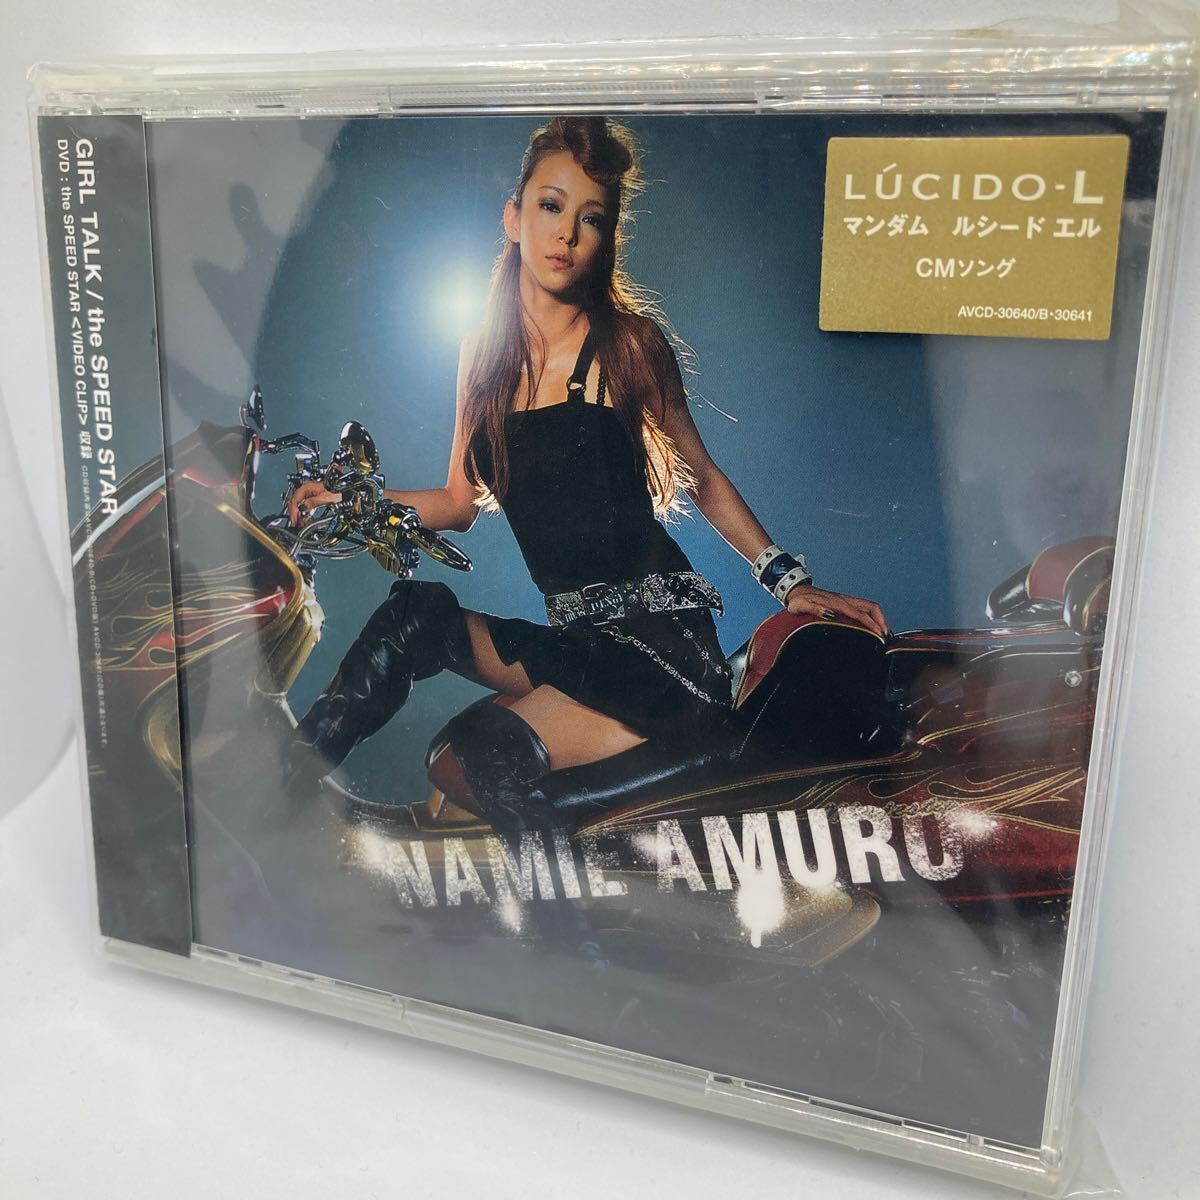 GIRL TALK / the SPEED STAR
DVD : the SPEED STAR <VIDEO CLIP> 収録
LÚCIDO-L
マンダム ルシード エル
CMソング
AVCD-30640/B・30641
NAMIE AMURO